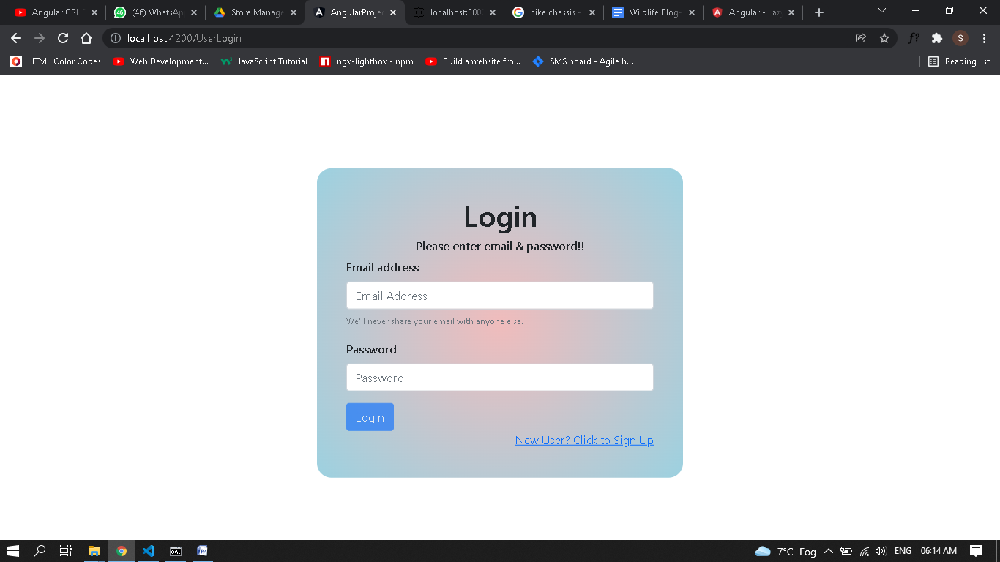 Angular CRUD
(46) WhatsAp
Store Manage
AngularProje
localhost:3000
bike chassis -
Wildlife Blog-
Angular - Laz
localhost:4200/UserLogin
S
HTML Color Codes
Web Development...
JavaScript Tutorial
ngx-lightbox - npm
Build a website fro...
SMS board - Agile b...
Reading list
Login
Please enter email & password!!
Email address
Email Address
We'll never share your email with anyone else.
Password
Password
Login
New User? Click to Sign Up
7°C Fog
ENG
06:14 AM